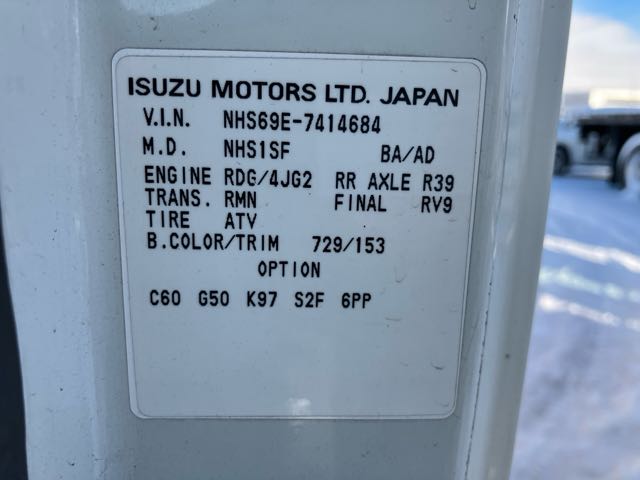 ISUZU MOTORS LTD. JAPAN
V.I.N. NHS69E-7414684
M.D. NHS1SF BA/AD
ENGINE RDG/4JG2 RR AXLE R39
TRANS. RMN FINAL RV9
TIRE ATV
B.COLOR/TRIM 729/153
OPTION
C60 G50 K97 S2F 6PP